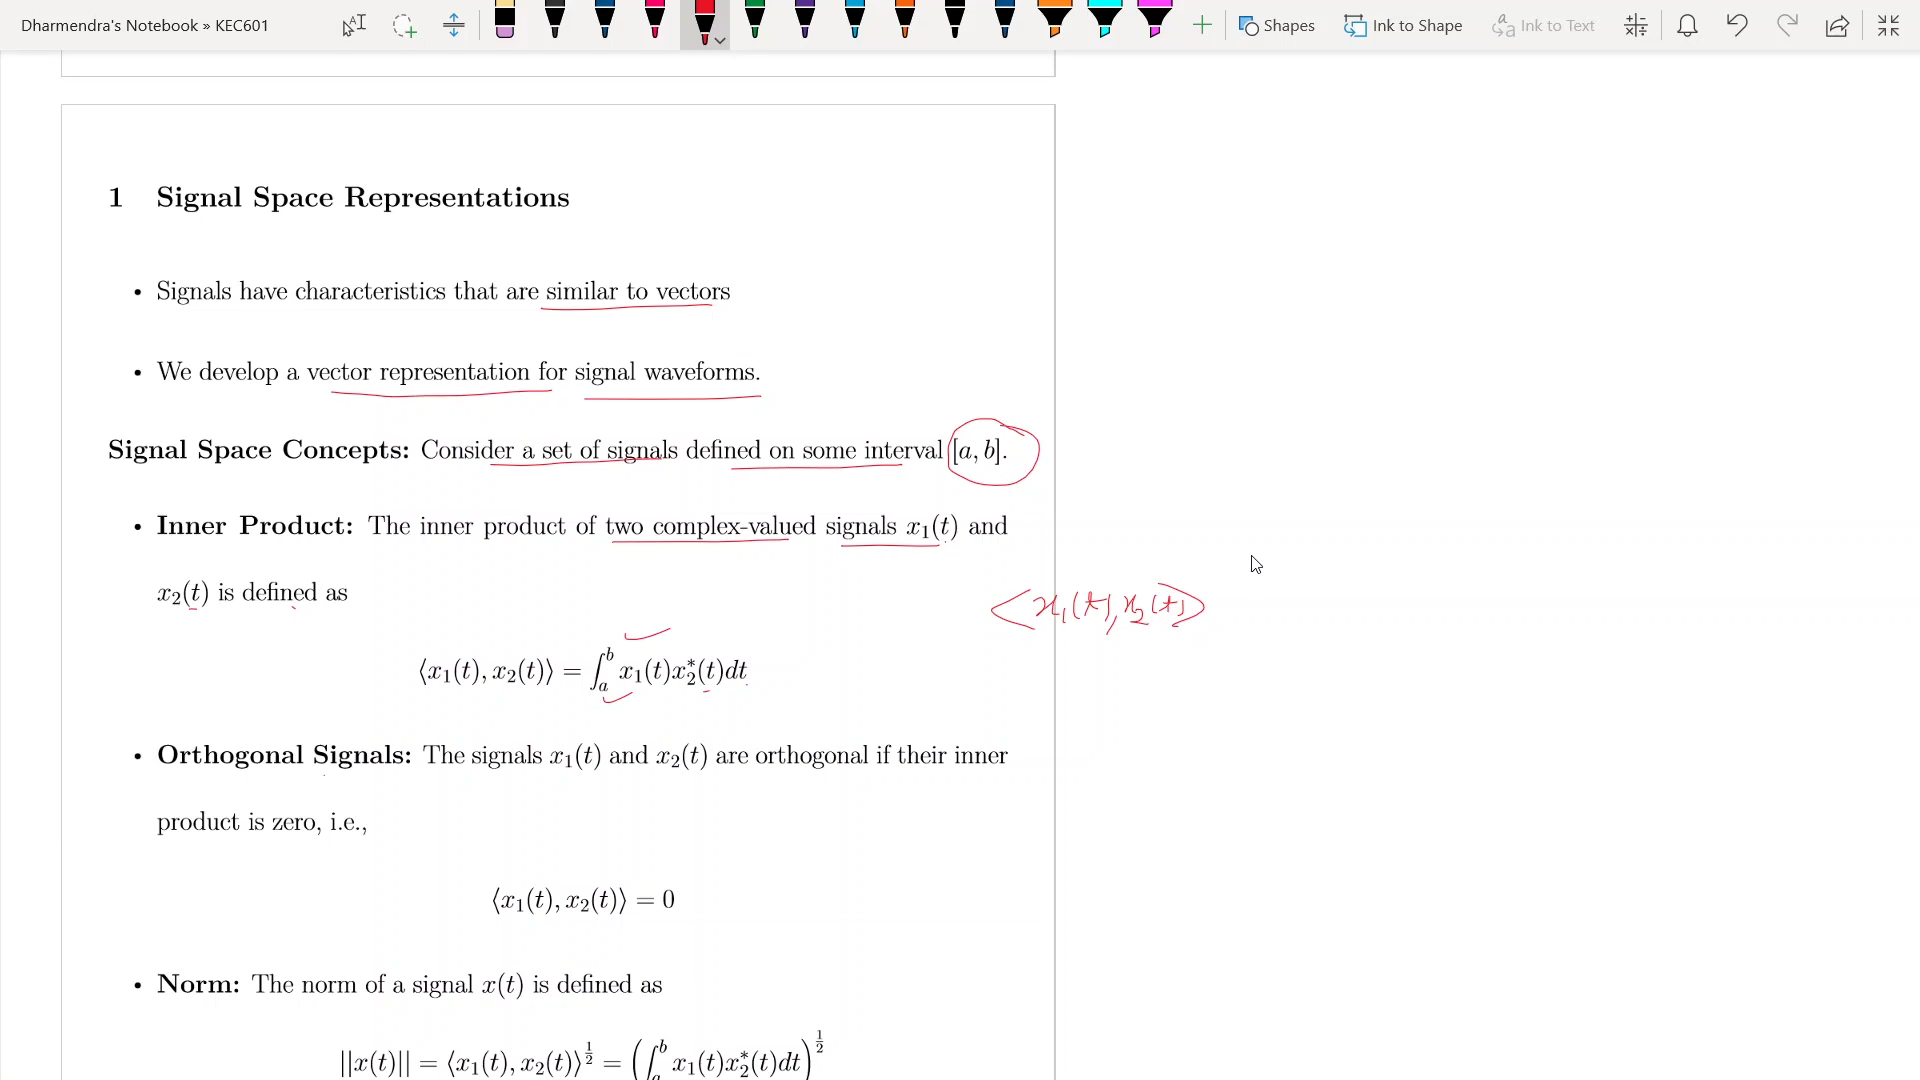 Dharmendra's Notebook » KEC601
Shapes
Ink to Shape
Ink to Text
1 Signal Space Representations
• Signals have characteristics that are similar to vectors
• We develop a vector representation for signal waveforms.
Signal Space Concepts: Consider a set of signals defined on some interval [a, b].
• Inner Product: The inner product of two complex-valued signals x₁(t) and
x₂(t) is defined as
<x₁(t), x₂(t)>
⟨x₁(t), x₂(t)⟩ = ∫ₐᵇ x₁(t)x₂*(t)dt
• Orthogonal Signals: The signals x₁(t) and x₂(t) are orthogonal if their inner
product is zero, i.e.,
⟨x₁(t), x₂(t)⟩ = 0
• Norm: The norm of a signal x(t) is defined as
||x(t)|| = ⟨x₁(t), x₂(t)⟩^½ = (∫ₐᵇ x₁(t)x₂*(t)dt)^½